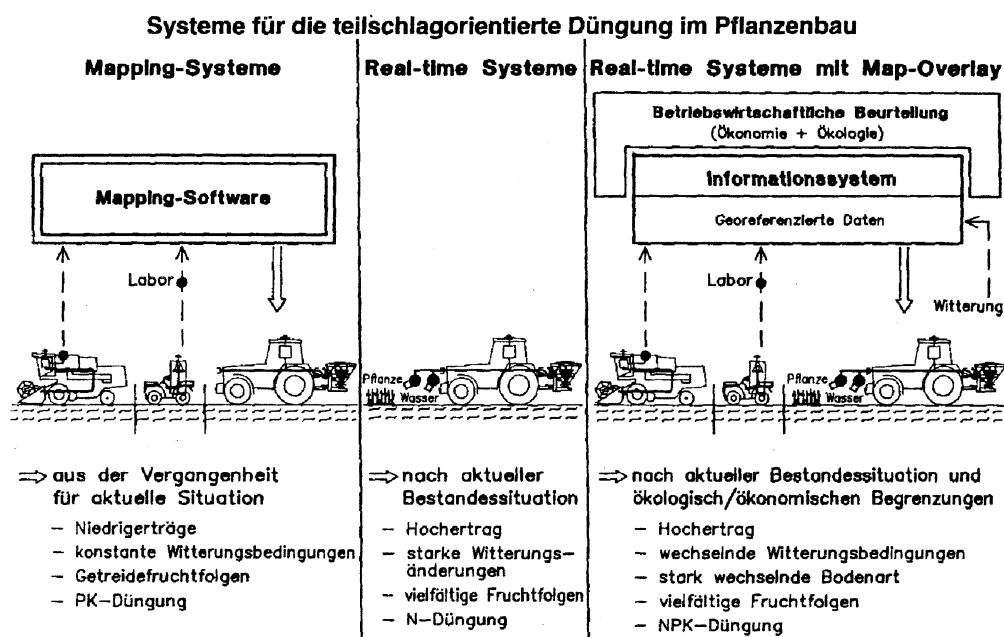 Systeme für die teilschlagorientierte Düngung im Pflanzenbau
Mapping-Systeme
Mapping-Software
Labor
⇒ aus der Vergangenheit
für aktuelle Situation
- Niedrigerträge
- konstante Witterungsbedingungen
- Getreidefruchtfolgen
- PK-Düngung
Real-time Systeme
Pflanze
Wasser
⇒ nach aktueller
Bestandessituation
- Hochertrag
- starke Witterungs-
änderungen
- vielfältige Fruchtfolgen
- N-Düngung
Real-time Systeme mit Map-Overlay
Betriebswirtschaftliche Beurteilung
(Ökonomie + Ökologie)
Informationssystem
Georeferenzierte Daten
Labor
Witterung
Pflanze
Wasser
⇒ nach aktueller Bestandessituation und
ökologisch/ökonomischen Begrenzungen
- Hochertrag
- wechselnde Witterungsbedingungen
- stark wechselnde Bodenart
- vielfältige Fruchtfolgen
- NPK-Düngung